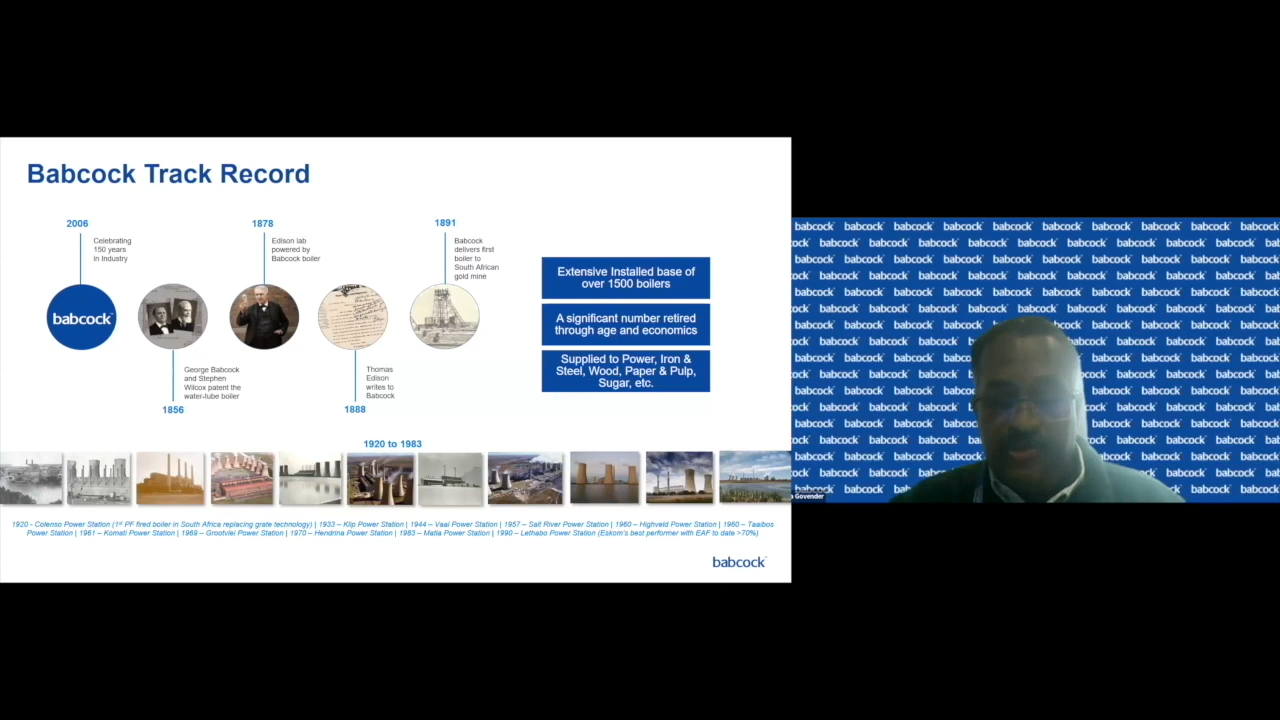 Babcock Track Record
2006
Celebrating
150 years
in Industry
1878
Edison lab
powered by
Babcock boiler
1891
Babcock
delivers first
boiler to
South African
gold mine
babcock
George Babcock
and Stephen
Wilcox patent the
water-tube boiler
1856
Thomas
Edison
writes to
Babcock
1888
Extensive Installed base of
over 1500 boilers
A significant number retired
through age and economics
Supplied to Power, Iron &
Steel, Wood, Paper & Pulp,
Sugar, etc.
1920 to 1983
1920 - Colenso Power Station (1st PF fired boiler in South Africa replacing grate technology) | 1933 – Klip Power Station | 1944 – Vaal Power Station | 1957 – Salt River Power Station | 1960 – Highveld Power Station | 1960 – Taaibos
Power Station | 1961 – Komati Power Station | 1969 – Grootvlei Power Station | 1970 – Hendrina Power Station | 1983 – Matla Power Station | 1990 – Lethabo Power Station (Eskom's best performer with EAF to date >70%)
babcock
Govender